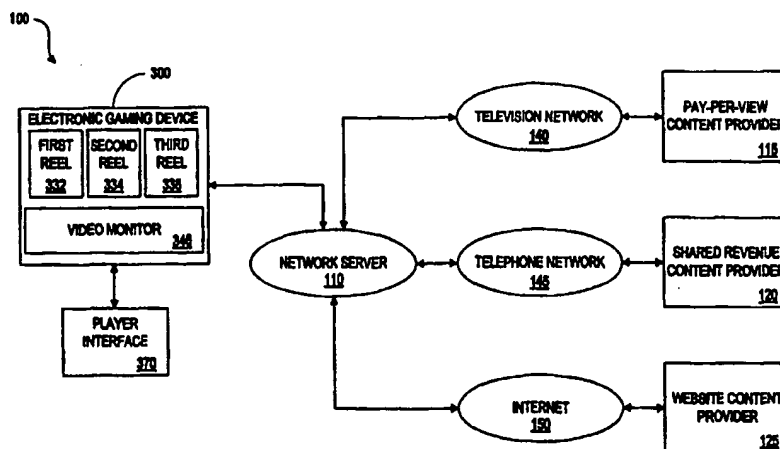 100
300
ELECTRONIC GAMING DEVICE
FIRST REEL 332
SECOND REEL 334
THIRD REEL 336
VIDEO MONITOR 346
PLAYER INTERFACE 370
NETWORK SERVER 110
TELEVISION NETWORK 140
TELEPHONE NETWORK 145
INTERNET 150
PAY-PER-VIEW CONTENT PROVIDER 115
SHARED REVENUE CONTENT PROVIDER 120
WEBSITE CONTENT PROVIDER 125